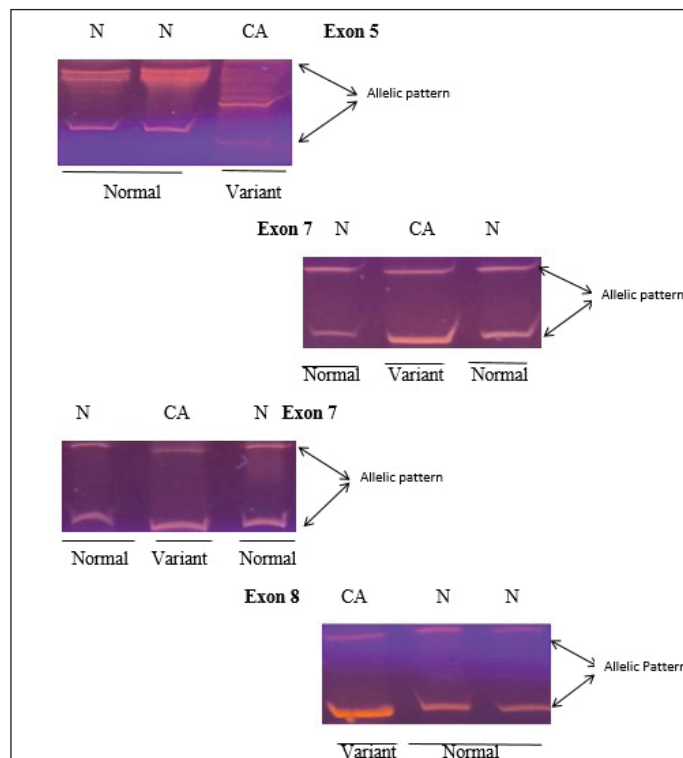 N N CA Exon 5
Allelic pattern
Normal Variant
Exon 7 N CA N
Allelic pattern
Normal Variant Normal
N CA N Exon 7
Allelic pattern
Normal Variant Normal
Exon 8 CA N N
Allelic Pattern
Variant Normal